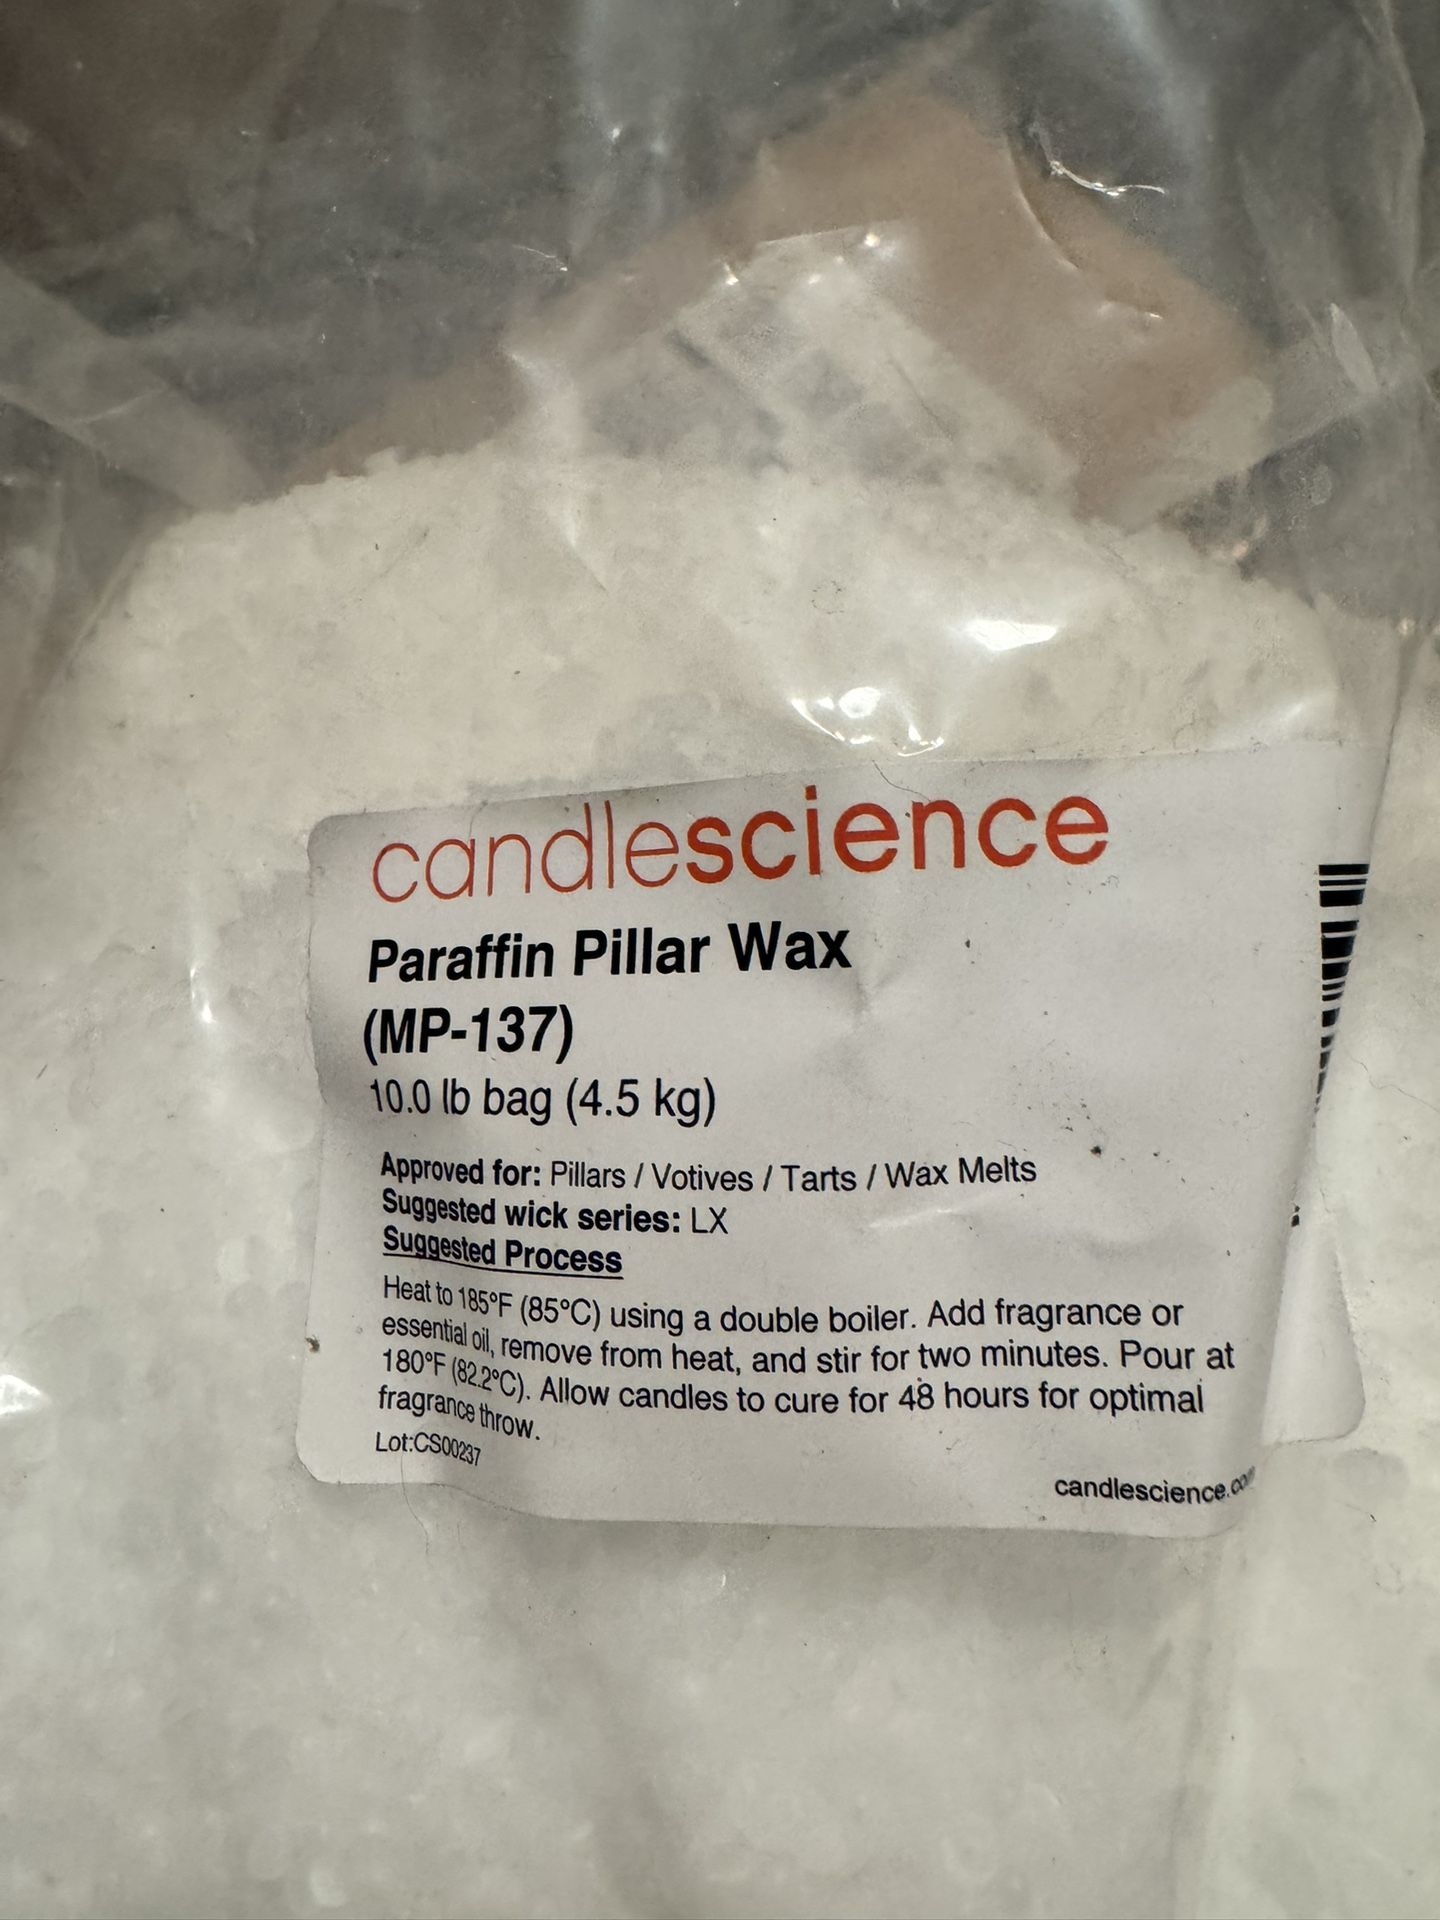 candlescience
Paraffin Pillar Wax
(MP-137)
10.0 lb bag (4.5 kg)
Approved for: Pillars / Votives / Tarts / Wax Melts
Suggested wick series: LX
Suggested Process
Heat to 185°F (85°C) using a double boiler. Add fragrance or
essential oil, remove from heat, and stir for two minutes. Pour at
180°F (82.2°C). Allow candles to cure for 48 hours for optimal
fragrance throw.
Lot:CS00237
candlescience.com